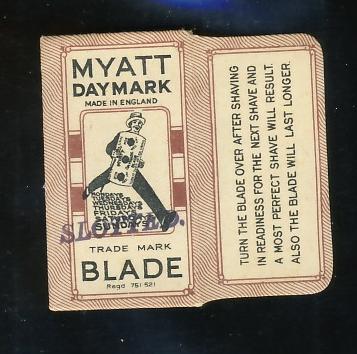 MYATT
DAYMARK
MADE IN ENGLAND
MONDAYS
TUESDAYS
WEDNESDAYS
THURSDAYS
FRIDAYS
SATURDAYS
SUNDAYS
SLOTTED.
TRADE MARK
BLADE
Regd 751521
TURN THE BLADE OVER AFTER SHAVING
IN READINESS FOR THE NEXT SHAVE AND
A MOST PERFECT SHAVE WILL RESULT.
ALSO THE BLADE WILL LAST LONGER.